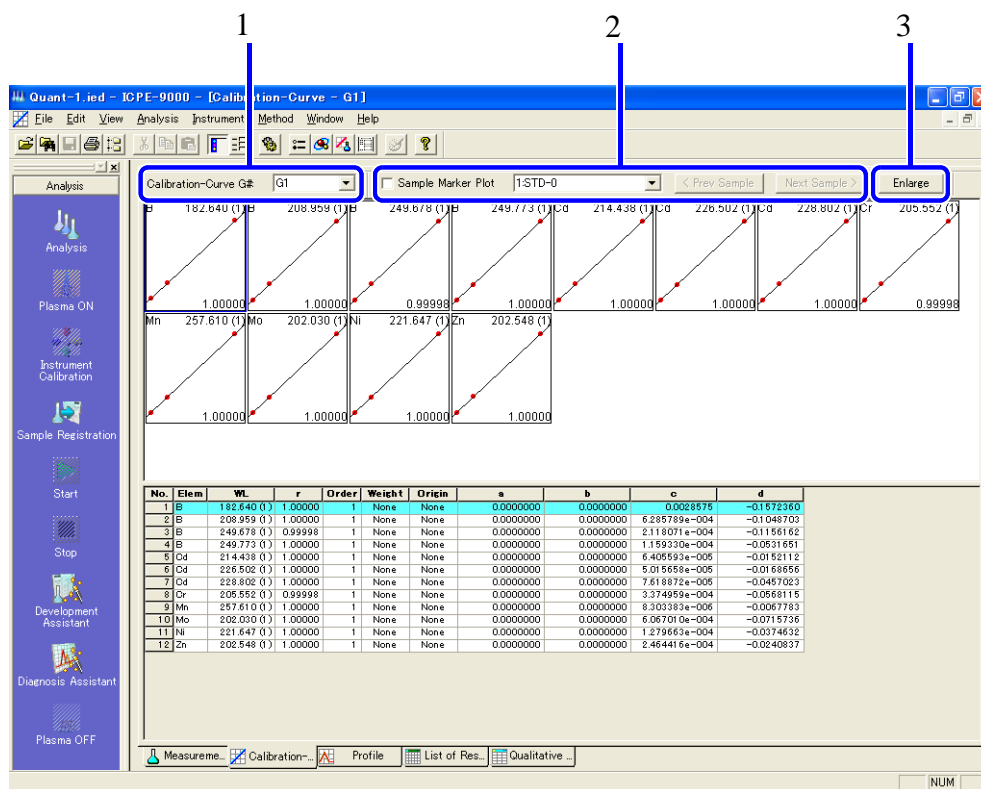 1 2 3
Quant-1.ied - ICPE-9000 - [Calibration-Curve - G1]
File Edit View Analysis Instrument Method Window Help
Analysis
Calibration-Curve G# G1 Sample Marker Plot 1:STD-0 < Prev Sample Next Sample > Enlarge
B 182.640 (1) B 208.959 (1) B 249.678 (1) B 249.773 (1) Cd 214.438 (1) Cd 226.502 (1) Cd 228.802 (1) Cr 205.552 (1)
1.00000 1.00000 0.99998 1.00000 1.00000 1.00000 1.00000 0.99998
Mn 257.610 (1) Mo 202.030 (1) Ni 221.647 (1) Zn 202.548 (1)
1.00000 1.00000 1.00000 1.00000
Analysis
Plasma ON
Instrument
Calibration
Sample Registration
Start
Stop
Development
Assistant
Diagnosis Assistant
Plasma OFF
No. Elem WL r Order Weight Origin a b c d
1 B 182.640 (1) 1.00000 1 None None 0.0000000 0.0000000 0.0028575 -0.1572360
2 B 208.959 (1) 1.00000 1 None None 0.0000000 0.0000000 6.285789e-004 -0.1048703
3 B 249.678 (1) 0.99998 1 None None 0.0000000 0.0000000 2.118071e-004 -0.1156162
4 B 249.773 (1) 1.00000 1 None None 0.0000000 0.0000000 1.159330e-004 -0.0531651
5 Cd 214.438 (1) 1.00000 1 None None 0.0000000 0.0000000 6.405593e-005 -0.0152112
6 Cd 226.502 (1) 1.00000 1 None None 0.0000000 0.0000000 5.015658e-005 -0.0168656
7 Cd 228.802 (1) 1.00000 1 None None 0.0000000 0.0000000 7.618872e-005 -0.0457023
8 Cr 205.552 (1) 0.99998 1 None None 0.0000000 0.0000000 3.374959e-004 -0.0568115
9 Mn 257.610 (1) 1.00000 1 None None 0.0000000 0.0000000 8.303383e-006 -0.0067783
10 Mo 202.030 (1) 1.00000 1 None None 0.0000000 0.0000000 6.067010e-004 -0.0715736
11 Ni 221.647 (1) 1.00000 1 None None 0.0000000 0.0000000 1.279663e-004 -0.0374632
12 Zn 202.548 (1) 1.00000 1 None None 0.0000000 0.0000000 2.464416e-004 -0.0240837
Measureme... Calibration-... Profile List of Res... Qualitative ...
NUM